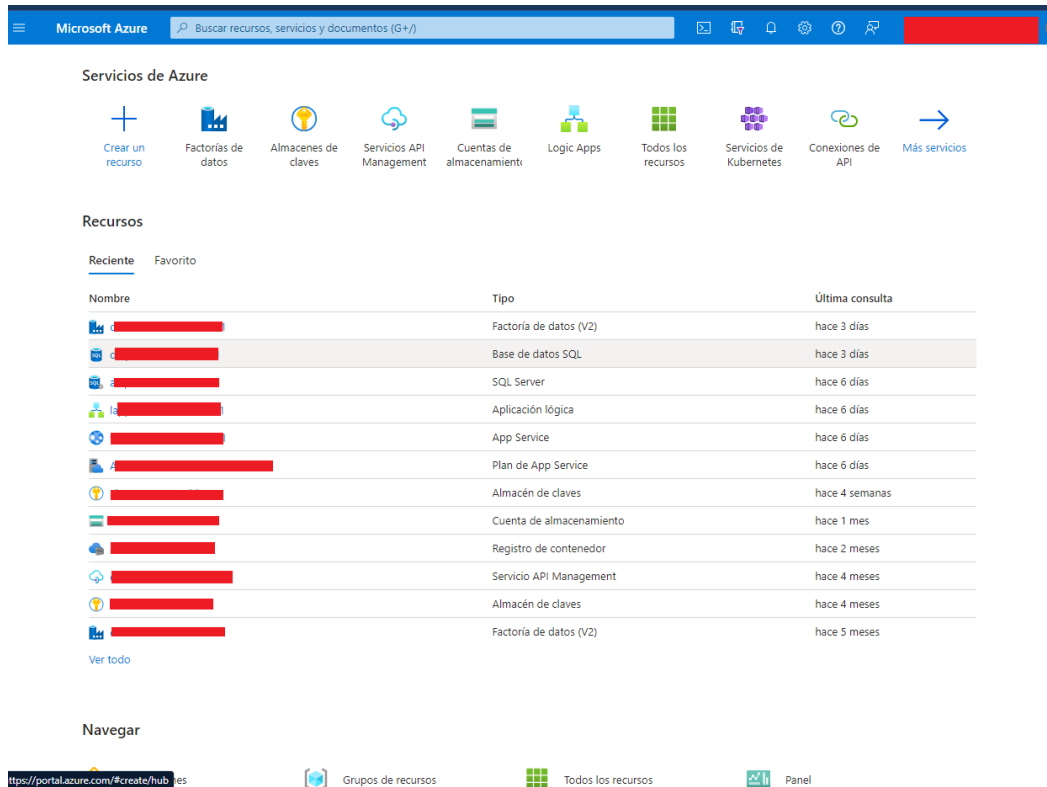 Microsoft Azure
Buscar recursos, servicios y documentos (G+/)
Servicios de Azure
Crear un recurso
Factorías de datos
Almacenes de claves
Servicios API Management
Cuentas de almacenamiento
Logic Apps
Todos los recursos
Servicios de Kubernetes
Conexiones de API
Más servicios
Recursos
Reciente Favorito
Nombre Tipo Última consulta
Factoría de datos (V2) hace 3 días
SQL Base de datos SQL hace 3 días
SQL SQL Server hace 6 días
Aplicación lógica hace 6 días
App Service hace 6 días
Plan de App Service hace 6 días
Almacén de claves hace 4 semanas
Cuenta de almacenamiento hace 1 mes
Registro de contenedor hace 2 meses
Servicio API Management hace 4 meses
Almacén de claves hace 4 meses
Factoría de datos (V2) hace 5 meses
Ver todo
Navegar
ttps://portal.azure.com/#create/hub nes Grupos de recursos Todos los recursos Panel